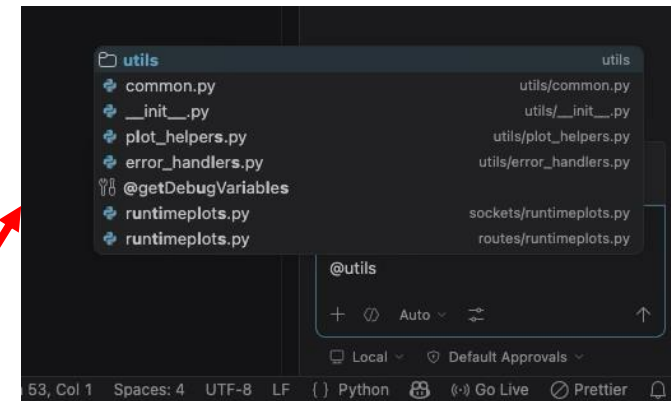 utils utils
common.py utils/common.py
__init__.py utils/__init__.py
plot_helpers.py utils/plot_helpers.py
error_handlers.py utils/error_handlers.py
@getDebugVariables
runtimeplots.py sockets/runtimeplots.py
runtimeplots.py routes/runtimeplots.py
@utils
Auto
Local Default Approvals
53, Col 1 Spaces: 4 UTF-8 LF { } Python Go Live Prettier